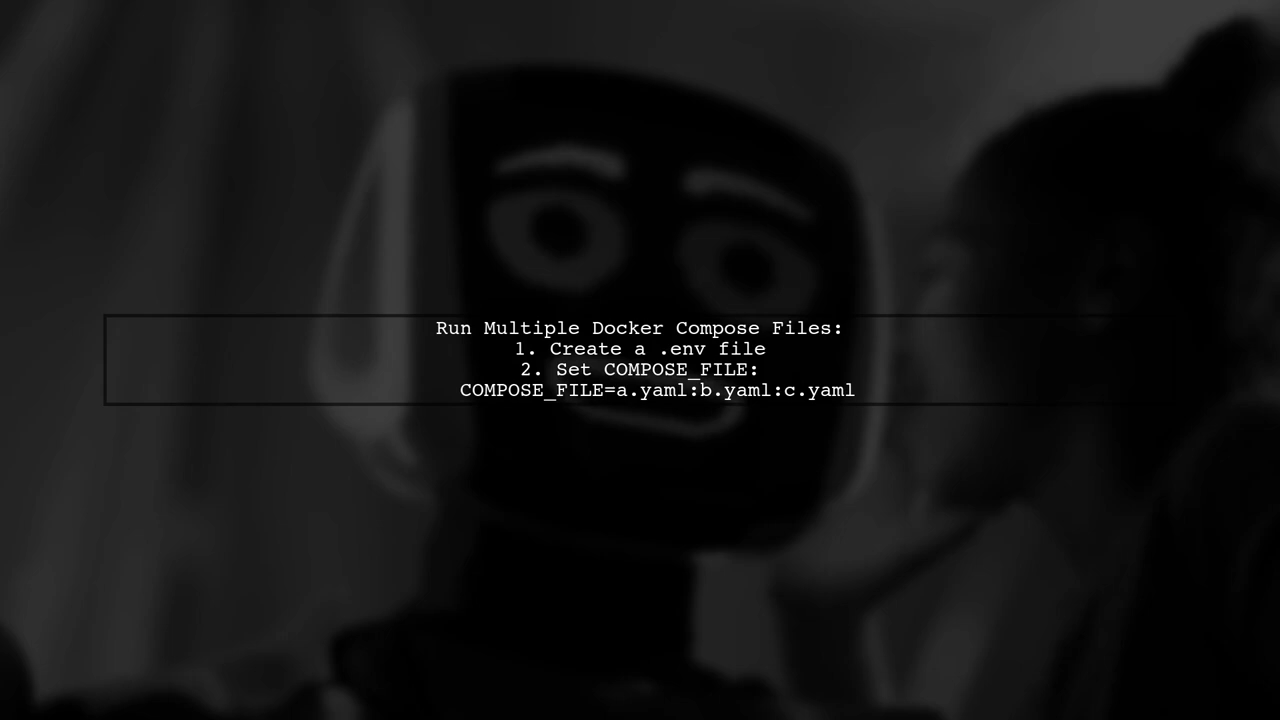 Run Multiple Docker Compose Files:
1. Create a .env file
2. Set COMPOSE_FILE:
COMPOSE_FILE=a.yaml:b.yaml:c.yaml